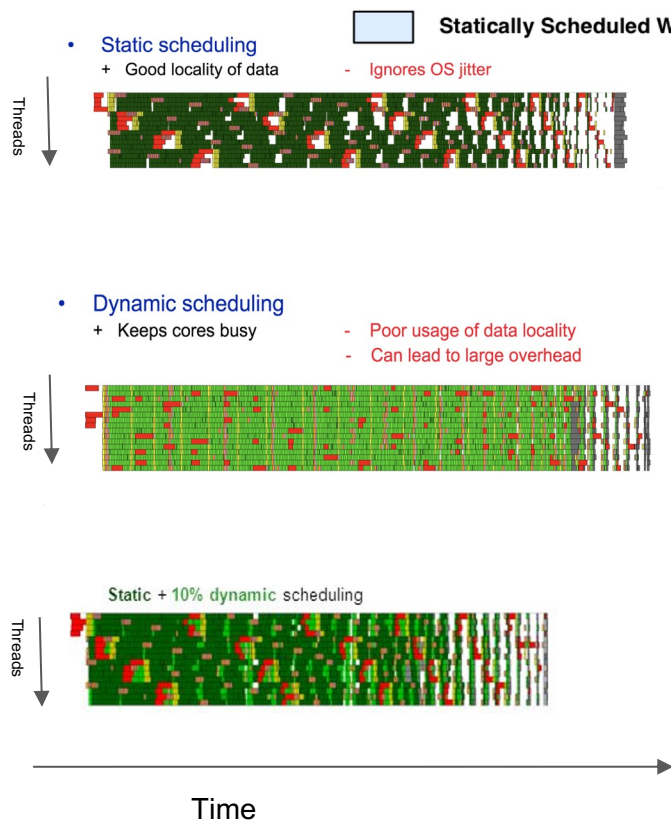 Statically Scheduled W
• Static scheduling
+ Good locality of data - Ignores OS jitter
Threads
• Dynamic scheduling
+ Keeps cores busy - Poor usage of data locality
- Can lead to large overhead
Threads
Static + 10% dynamic scheduling
Threads
Time